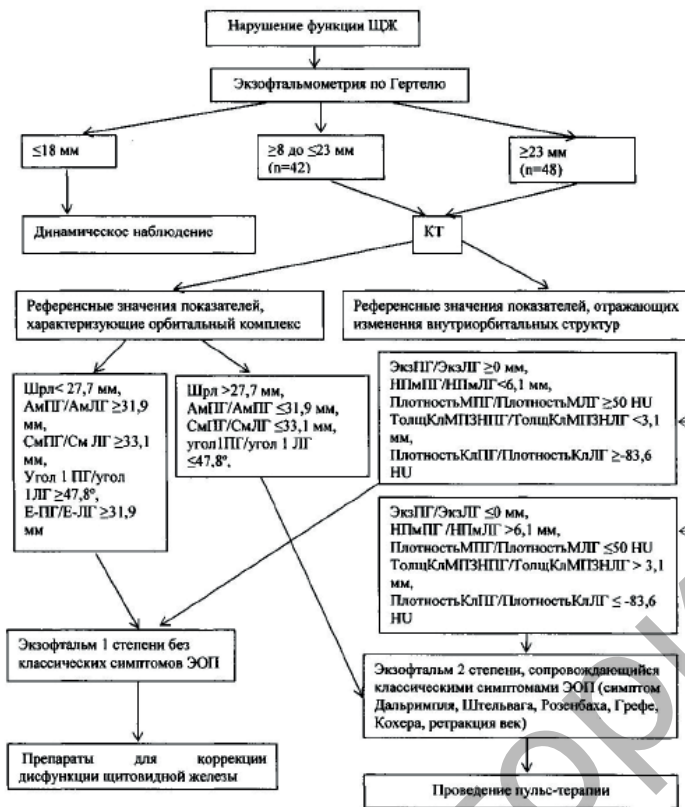 Нарушение функции ЩЖ
Экзофтальмометрия по Гертелю
≤18 мм
≥8 до ≤23 мм
(n=42)
≥23 мм
(n=48)
Динамическое наблюдение
КТ
Референсные значения показателей,
характеризующие орбитальный комплекс
Референсные значения показателей, отражающих
изменения внутриорбитальных структур
Шрл< 27,7 мм,
АмПГ/АмЛГ ≥31,9
мм,
СмПГ/См ЛГ ≥33,1
мм,
Угол 1 ПГ/угол
1ЛГ ≥47,8º,
Е-ПГ/Е-ЛГ ≥31,9
мм
Шрл >27,7 мм,
АмПГ/АмПГ ≤31,9 мм,
СмПГ/СмЛГ ≤33,1 мм,
угол1ПГ/угол 1 ЛГ
≤47,8º,
ЭкзПГ/ЭкзЛГ ≥0 мм,
НПмПГ/НПмЛГ<6,1 мм,
ПлотностьМПГ/ПлотностьМЛГ ≥50 HU
ТолщКлМПЗНПГ/ТолщКлМПЗНЛГ <3,1
мм,
ПлотностьКлПГ/ПлотностьКлЛГ ≥-83,6
HU
ЭкзПГ/ЭкзЛГ ≤0 мм,
НПмПГ /НПмЛГ >6,1 мм,
ПлотностьМПГ/ПлотностьМЛГ ≤50 HU
ТолщКлМПЗНПГ/ТолщКлМПЗНЛГ > 3,1
мм,
ПлотностьКлПГ/ПлотностьКлЛГ ≤ -83,6
HU
Экзофтальм 1 степени без
классических симптомов ЭОП
Экзофтальм 2 степени, сопровождающийся
классическими симптомами ЭОП (симптом
Дальримпля, Штельвага, Розенбаха, Грефе,
Кохера, ретракция век)
Препараты для коррекции
дисфункции щитовидной железы
Проведение пульс-терапии